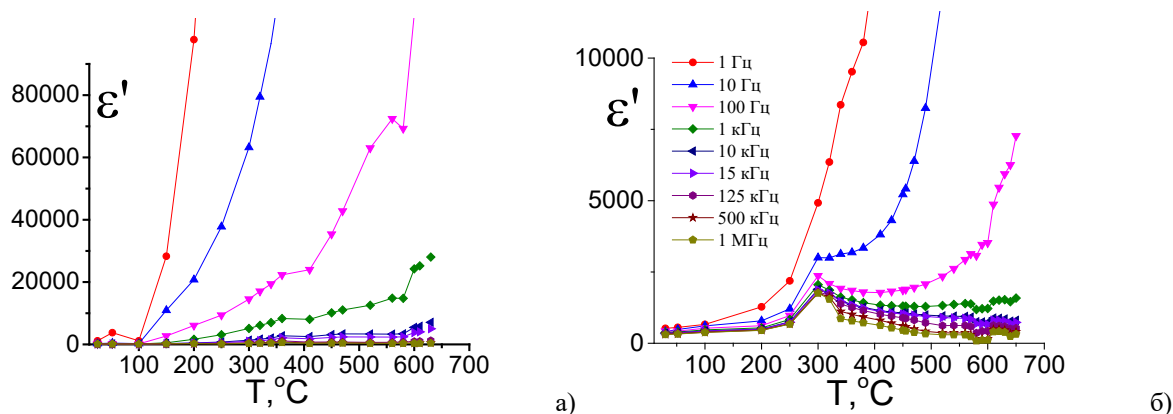 ε'
80000
60000
40000
20000
0
100 200 300 400 500 600 700
T,°C
а)
ε'
10000
5000
0
1 Гц
10 Гц
100 Гц
1 кГц
10 кГц
15 кГц
125 кГц
500 кГц
1 МГц
0 100 200 300 400 500 600 700
T,°C
б)